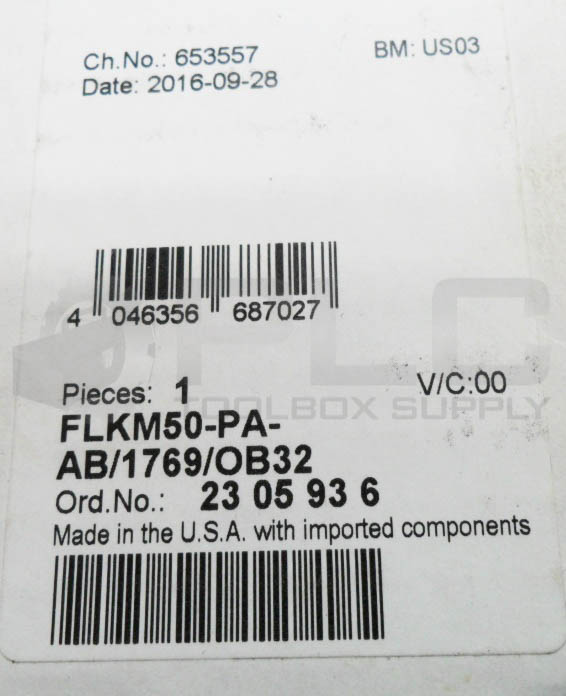 Ch.No.: 653557 BM: US03
Date: 2016-09-28
4 046356 687027
PLC
TOOLBOX SUPPLY
Pieces: 1 V/C:00
FLKM50-PA-
AB/1769/OB32
Ord.No.: 23 05 93 6
Made in the U.S.A. with imported components